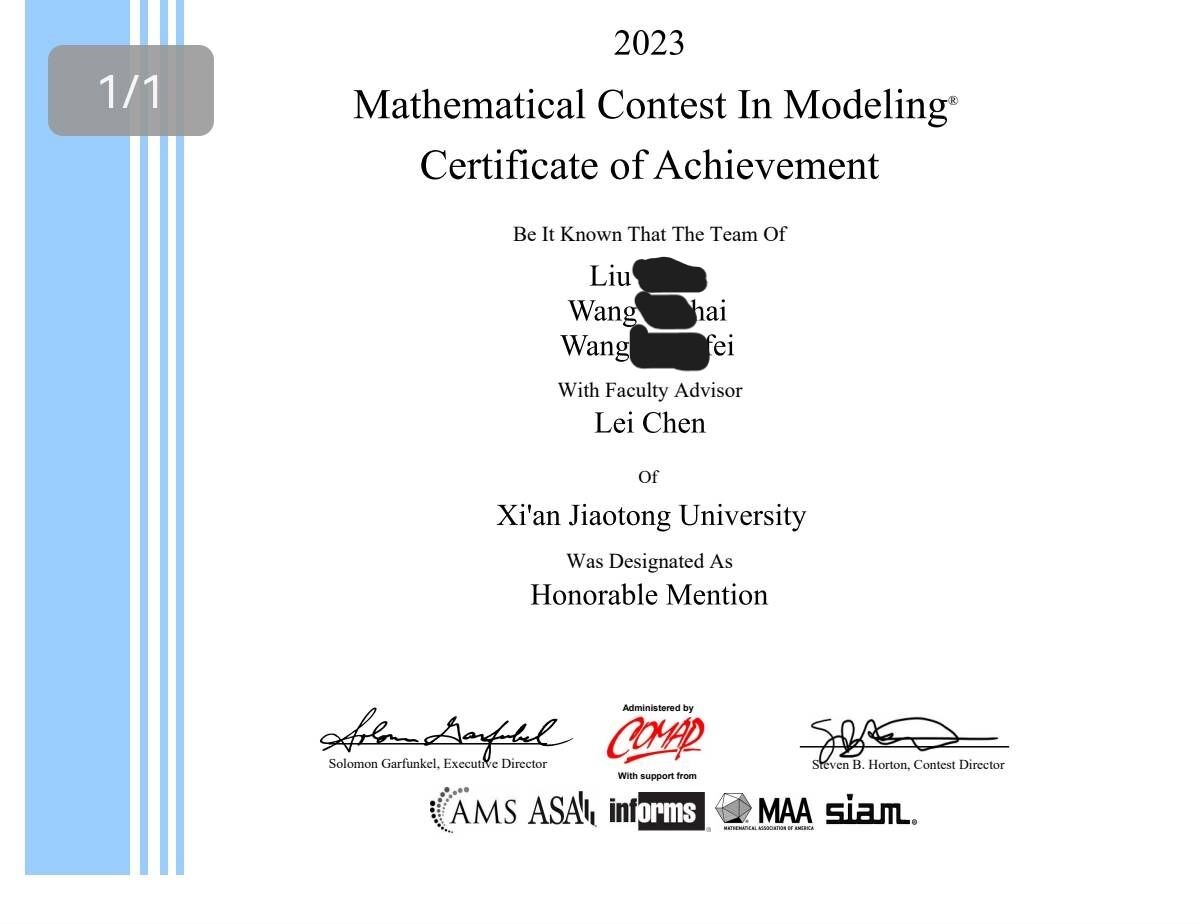 1/1
2023
Mathematical Contest In Modeling®
Certificate of Achievement
Be It Known That The Team Of
Liu
Wang hai
Wang fei
With Faculty Advisor
Lei Chen
Of
Xi'an Jiaotong University
Was Designated As
Honorable Mention
Solomon Garfunkel
Solomon Garfunkel, Executive Director
Administered by
COMAP
With support from
Steven B. Horton, Contest Director
AMS ASA informs® MAA siam®
MATHEMATICAL ASSOCIATION OF AMERICA